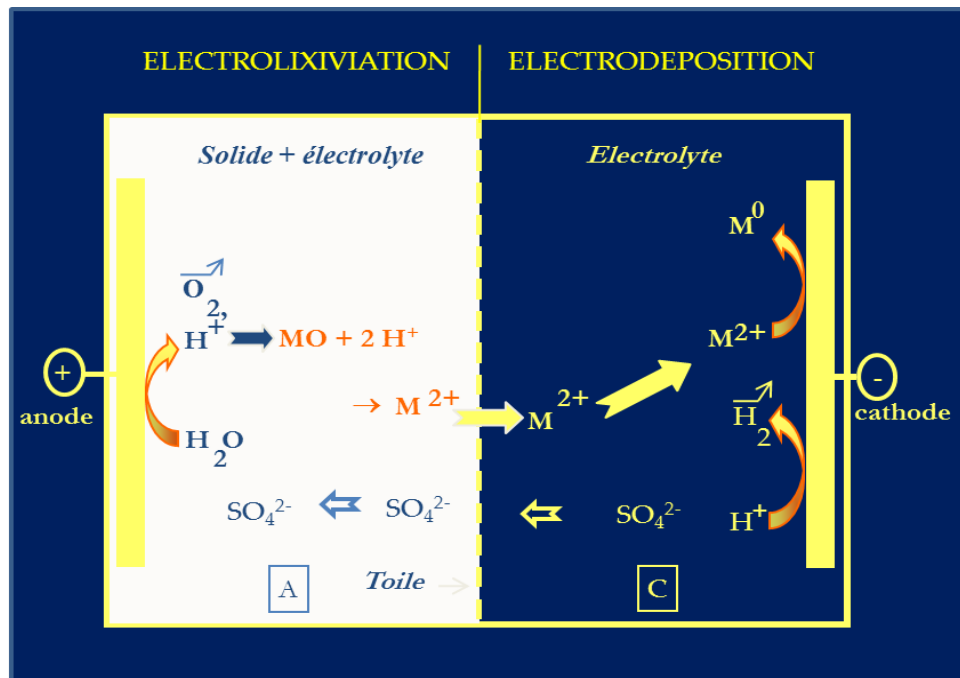 ELECTROLIXIVIATION
ELECTRODEPOSITION
Solide + électrolyte
Electrolyte
O2,
H+
MO + 2 H+
→ M 2+
H2O
SO₄²⁻
SO₄²⁻
A
Toile
+
anode
M0
M2+
M 2+
H2
SO₄²⁻
H+
C
-
cathode